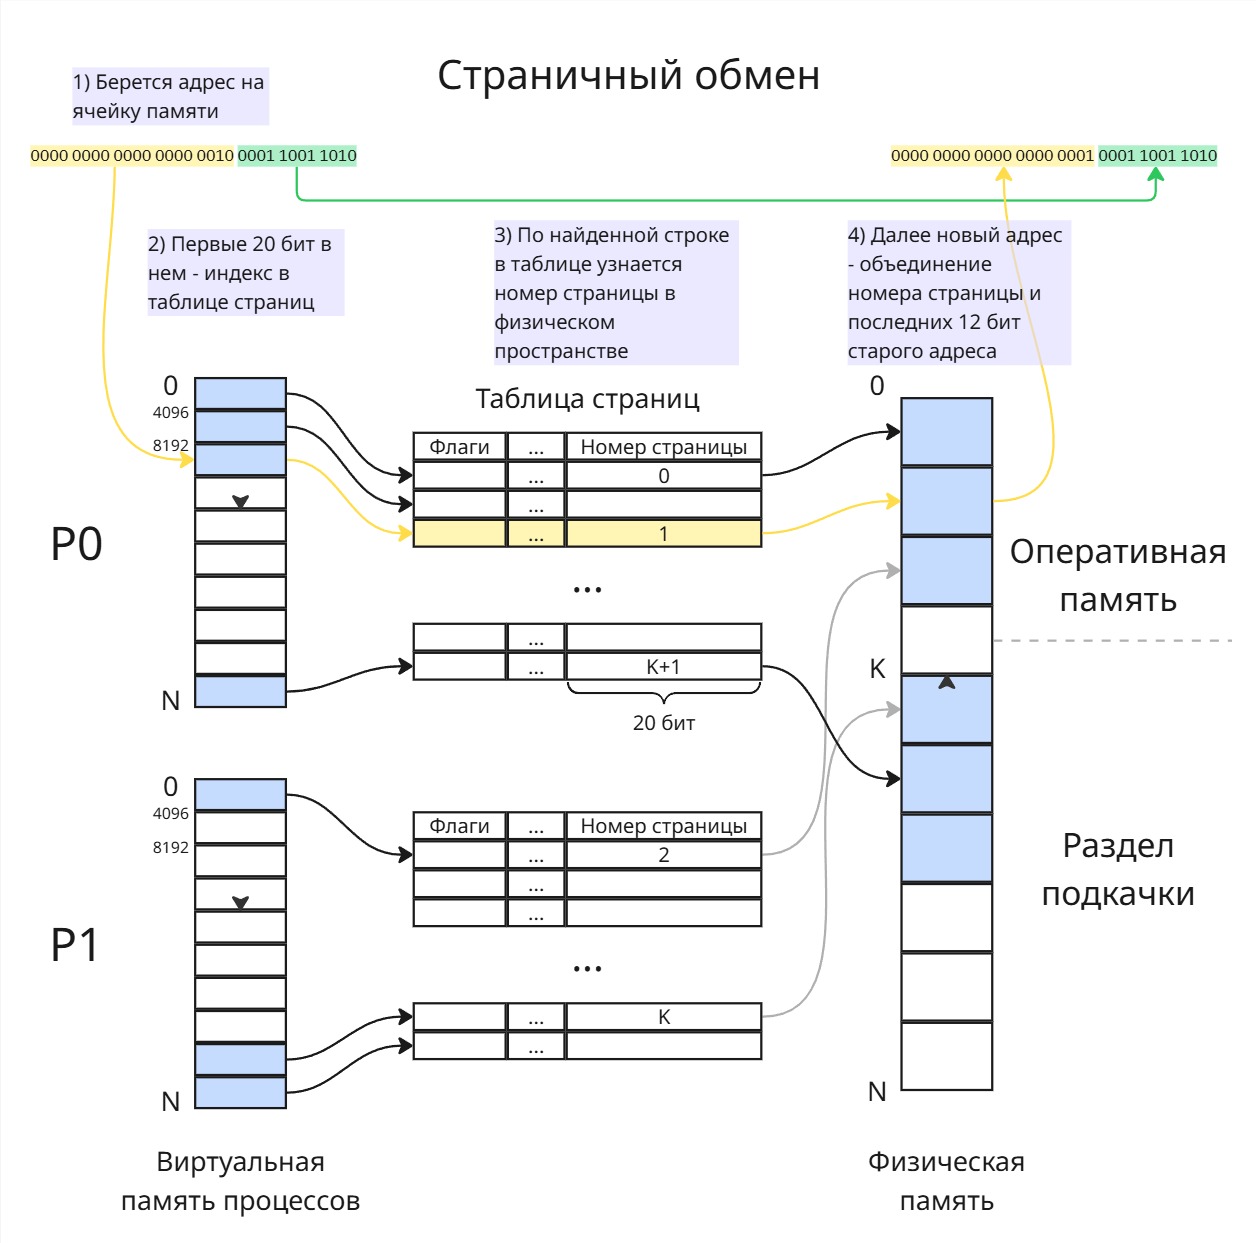 Страничный обмен
1) Берется адрес на
ячейку памяти
0000 0000 0000 0000 0010 0001 1001 1010
0000 0000 0000 0000 0001 0001 1001 1010
2) Первые 20 бит в
нем - индекс в
таблице страниц
3) По найденной строке
в таблице узнается
номер страницы в
физическом
пространстве
4) Далее новый адрес
- объединение
номера страницы и
последних 12 бит
старого адреса
P0
0
4096
8192
N
Таблица страниц
Флаги ... Номер страницы
... 0
...
... 1
...
...
... K+1
20 бит
P1
0
4096
8192
N
Флаги ... Номер страницы
... 2
...
...
...
... K
...
0
K
N
Оперативная
память
Раздел
подкачки
Виртуальная
память процессов
Физическая
память